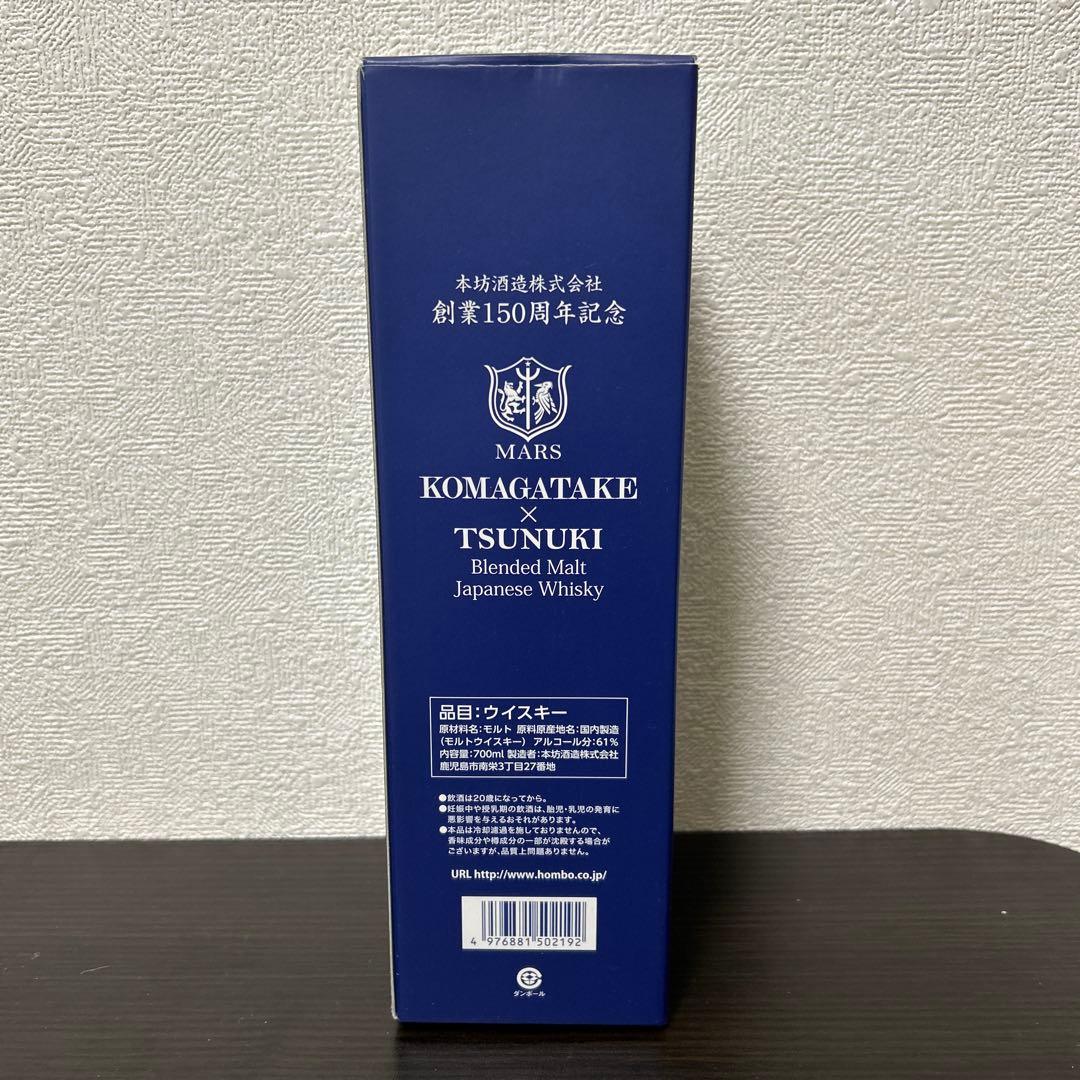 本坊酒造株式会社
創業150周年記念
MARS
KOMAGATAKE
×
TSUNUKI
Blended Malt
Japanese Whisky
品目:ウイスキー
原材料名:モルト 原料原産地名:国内製造
(モルトウイスキー) アルコール分:61%
内容量:700ml 製造者:本坊酒造株式会社
鹿児島市南栄3丁目27番地
●飲酒は20歳になってから。
●妊娠中や授乳期の飲酒は、胎児・乳児の発育に
悪影響を与えるおそれがあります。
●本品は冷却濾過を施しておりませんので、
香味成分や樽成分の一部が沈殿する場合が
ございますが、品質上問題ありません。
URL http://www.hombo.co.jp/
4 976881 502192
ダンボール